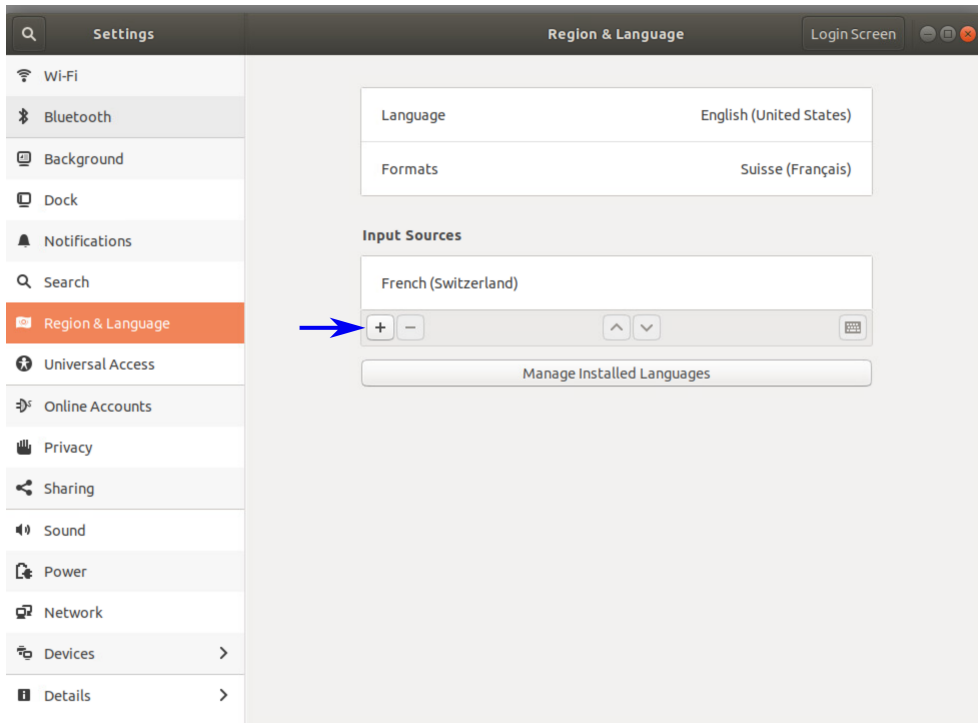 Settings
Region & Language
Login Screen
Wi-Fi
Bluetooth
Background
Dock
Notifications
Search
Region & Language
Universal Access
Online Accounts
Privacy
Sharing
Sound
Power
Network
Devices
Details
Language English (United States)
Formats Suisse (Français)
Input Sources
French (Switzerland)
Manage Installed Languages